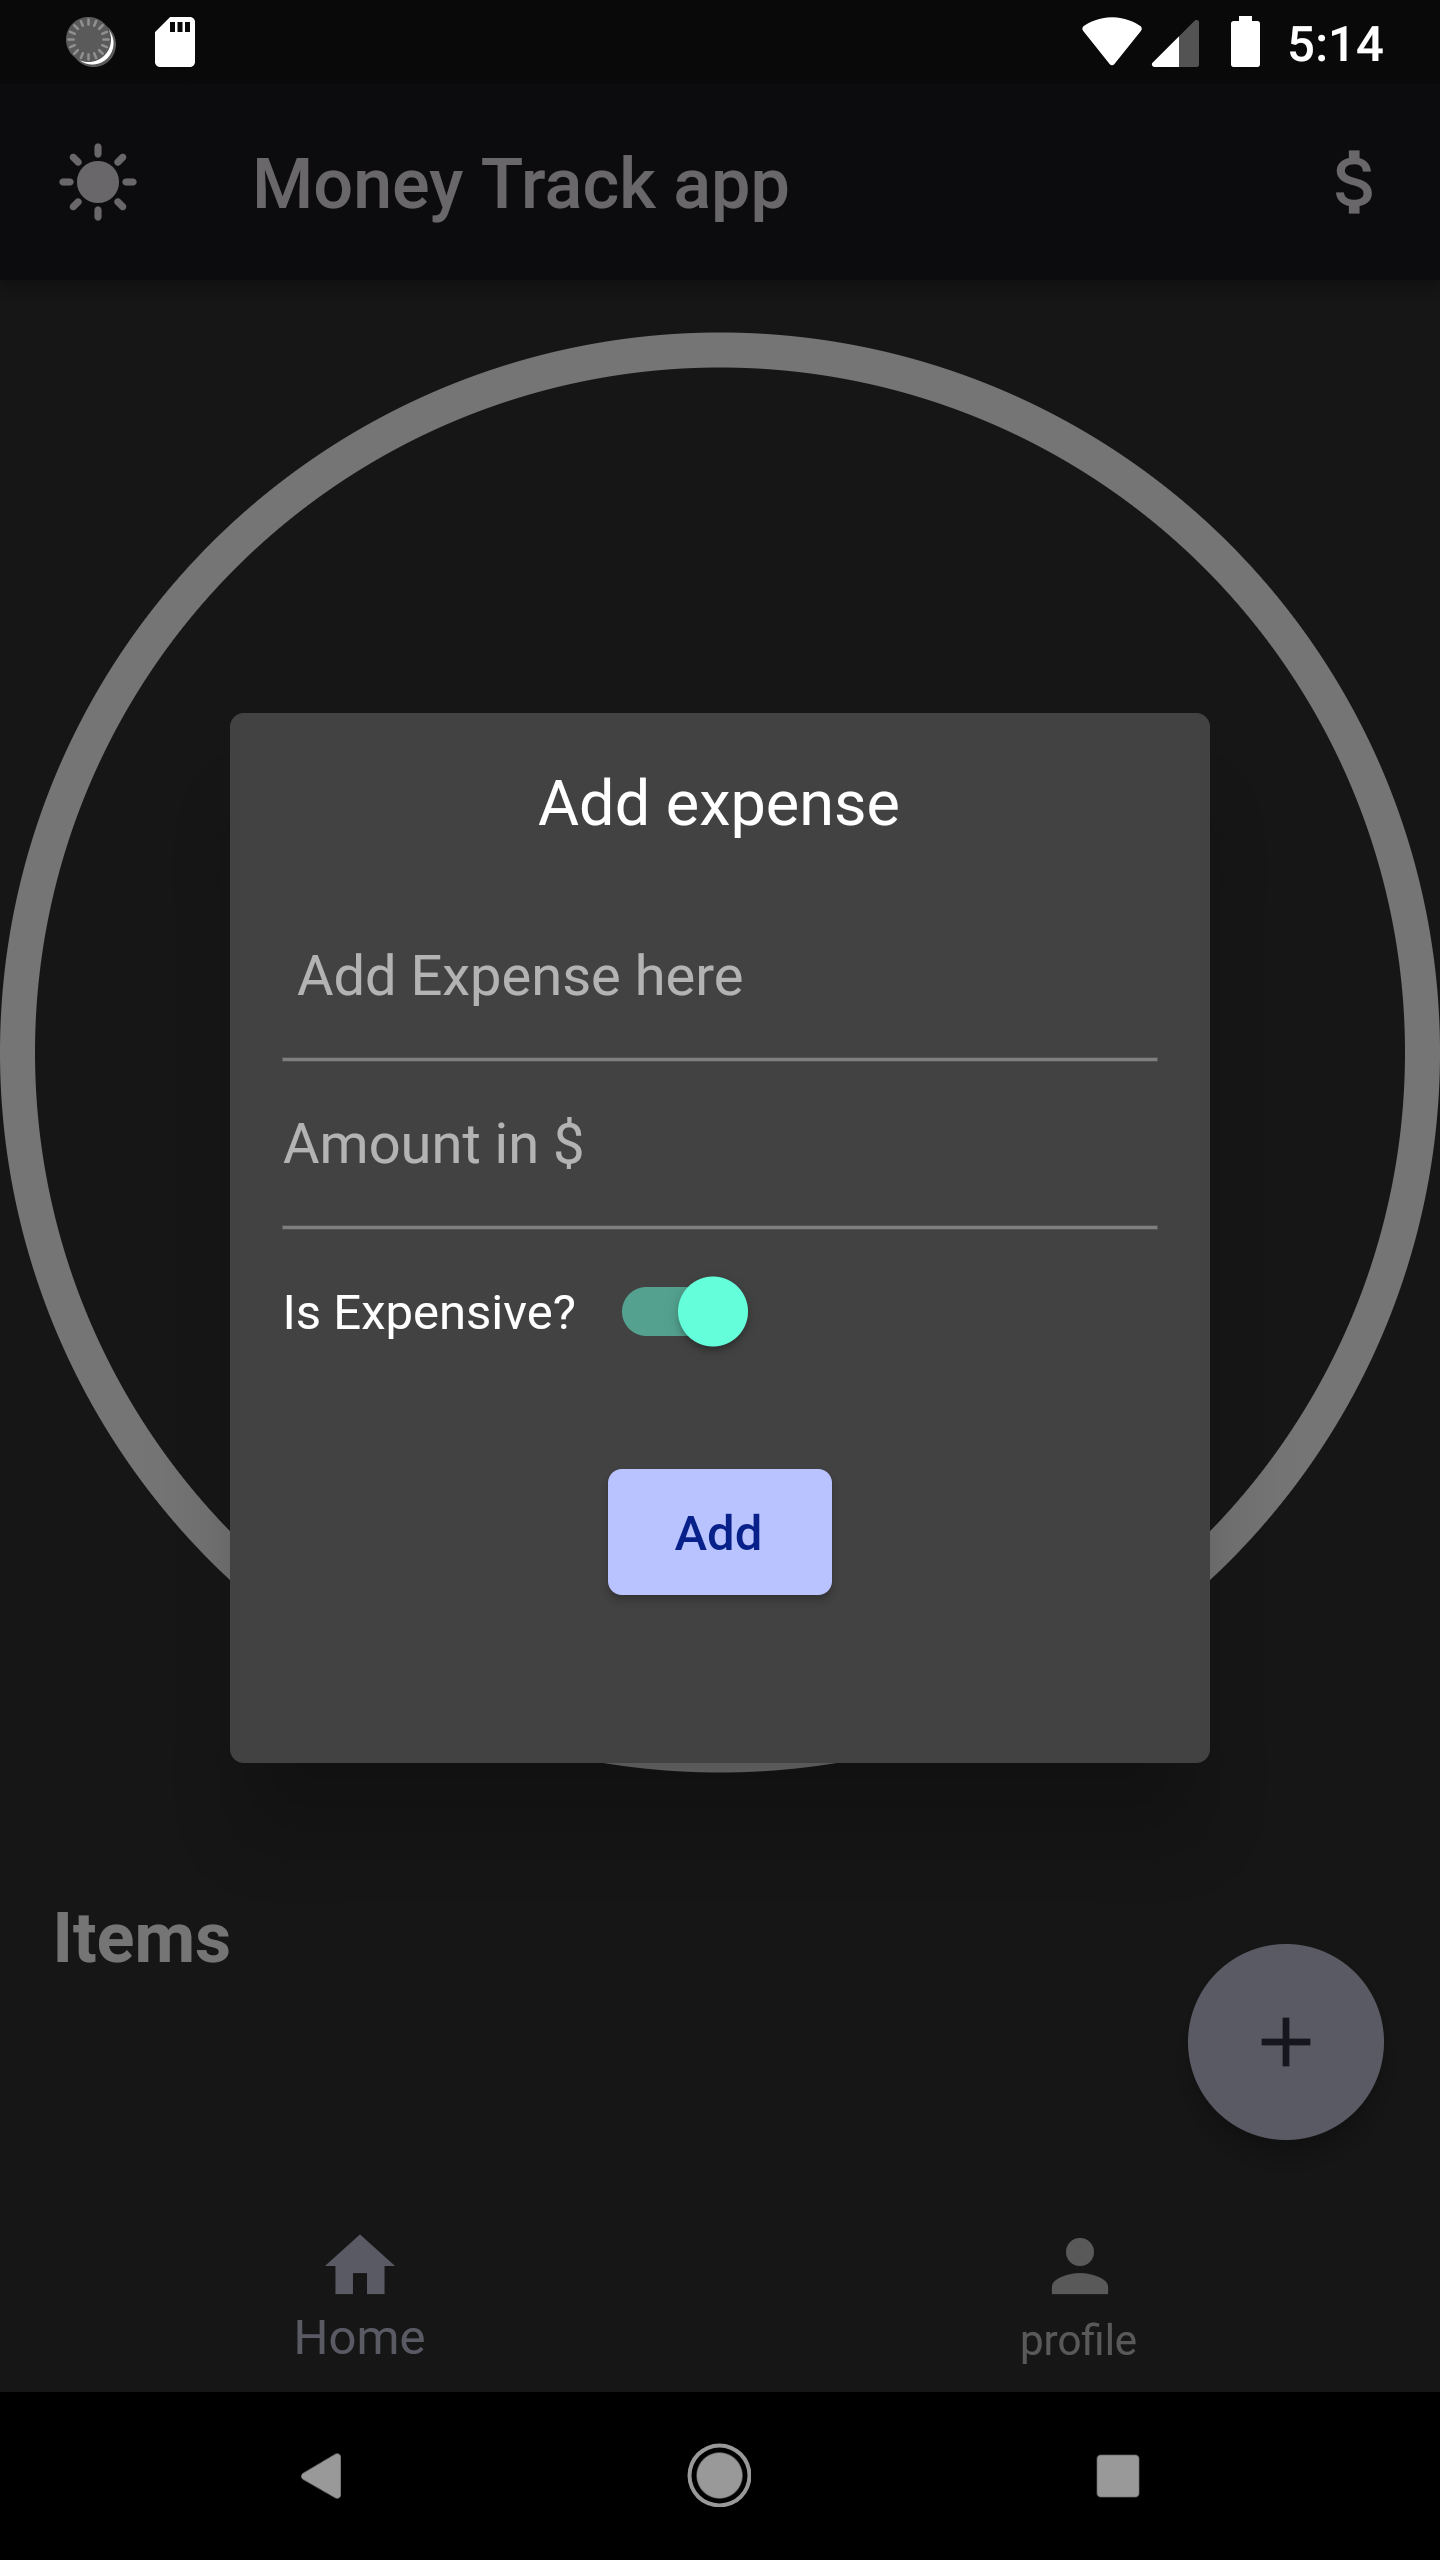 5:14
Money Track app
$
Add expense
Add Expense here
Amount in $
Is Expensive?
Add
Items
+
Home
profile